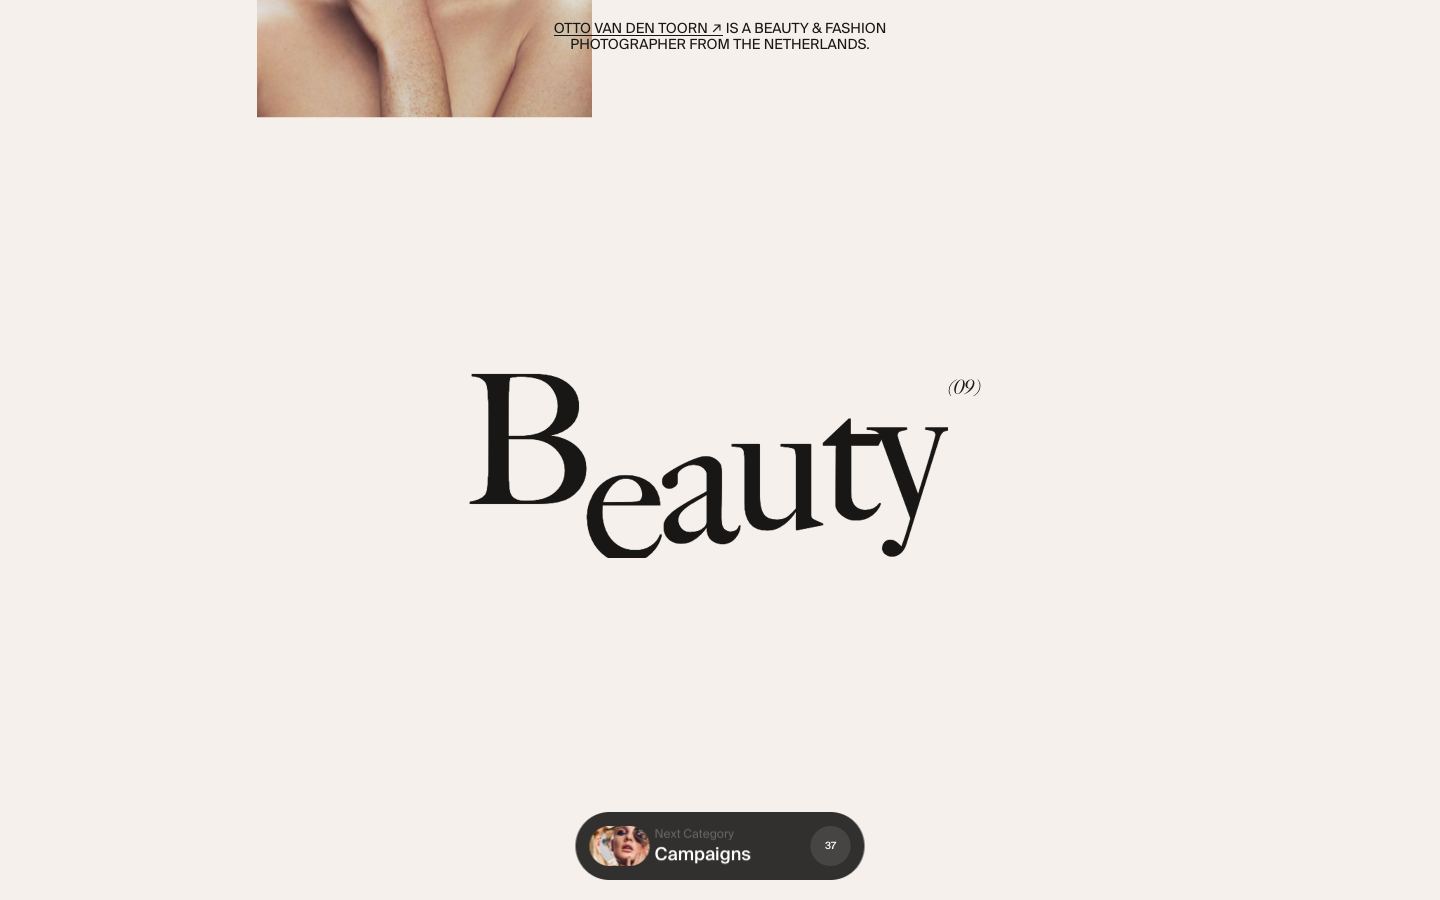 OTTO VAN DEN TOORN ↗ IS A BEAUTY & FASHION
PHOTOGRAPHER FROM THE NETHERLANDS.
Beauty
(09)
Next Category
Campaigns
37